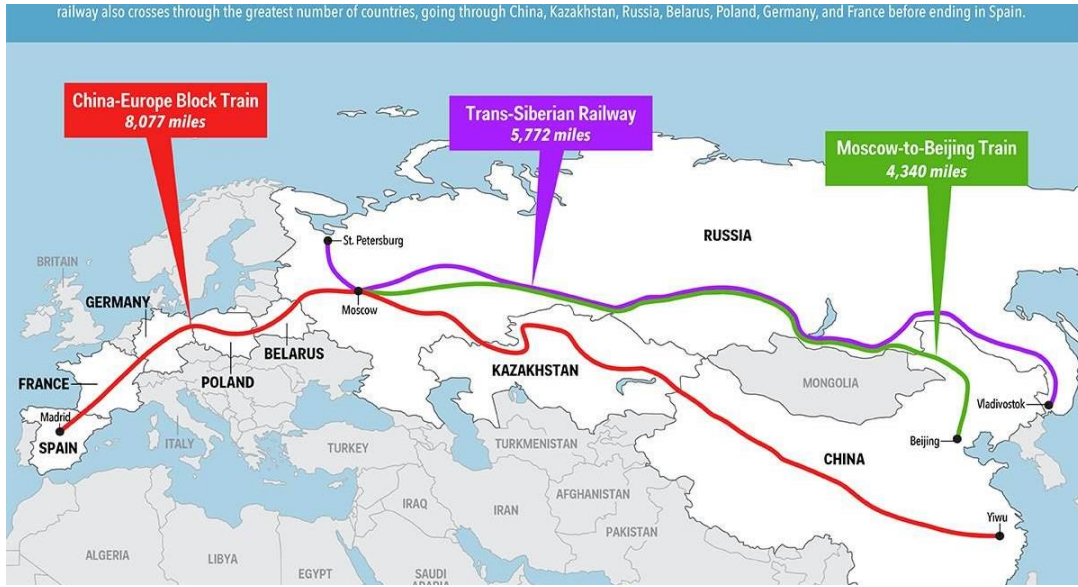 railway also crosses through the greatest number of countries, going through China, Kazakhstan, Russia, Belarus, Poland, Germany, and France before ending in Spain.
China-Europe Block Train
8,077 miles
Trans-Siberian Railway
5,772 miles
Moscow-to-Beijing Train
4,340 miles
RUSSIA
St. Petersburg
BRITAIN
GERMANY
Moscow
BELARUS
KAZAKHSTAN
POLAND
FRANCE
MONGOLIA
Madrid
Vladivostok
SPAIN
ITALY
TURKEY
TURKMENISTAN
Beijing
CHINA
IRAQ
IRAN
AFGHANISTAN
PAKISTAN
Yiwu
ALGERIA
LIBYA
EGYPT
SAUDI